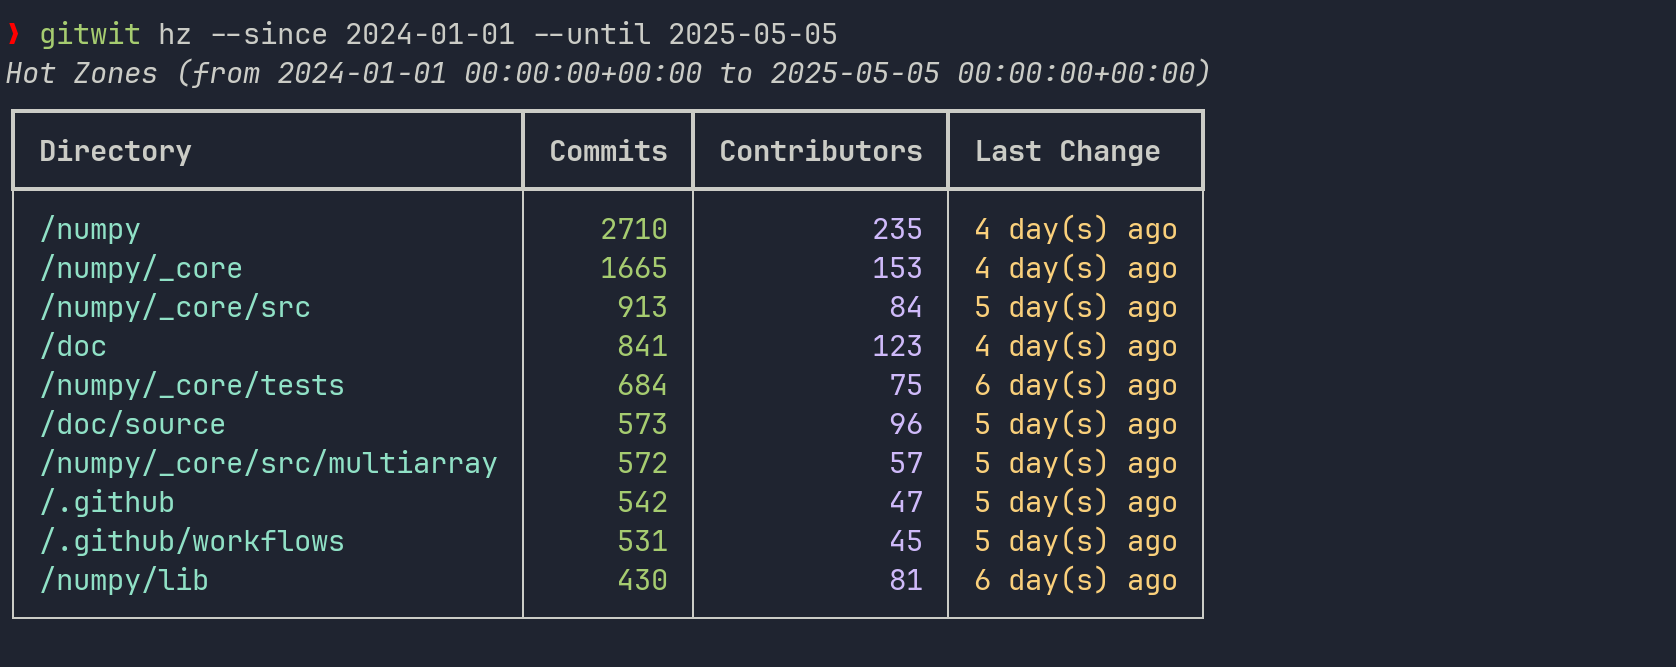 ❯ gitwit hz --since 2024-01-01 --until 2025-05-05
Hot Zones (from 2024-01-01 00:00:00+00:00 to 2025-05-05 00:00:00+00:00)
Directory Commits Contributors Last Change
/numpy 2710 235 4 day(s) ago
/numpy/_core 1665 153 4 day(s) ago
/numpy/_core/src 913 84 5 day(s) ago
/doc 841 123 4 day(s) ago
/numpy/_core/tests 684 75 6 day(s) ago
/doc/source 573 96 5 day(s) ago
/numpy/_core/src/multiarray 572 57 5 day(s) ago
/.github 542 47 5 day(s) ago
/.github/workflows 531 45 5 day(s) ago
/numpy/lib 430 81 6 day(s) ago